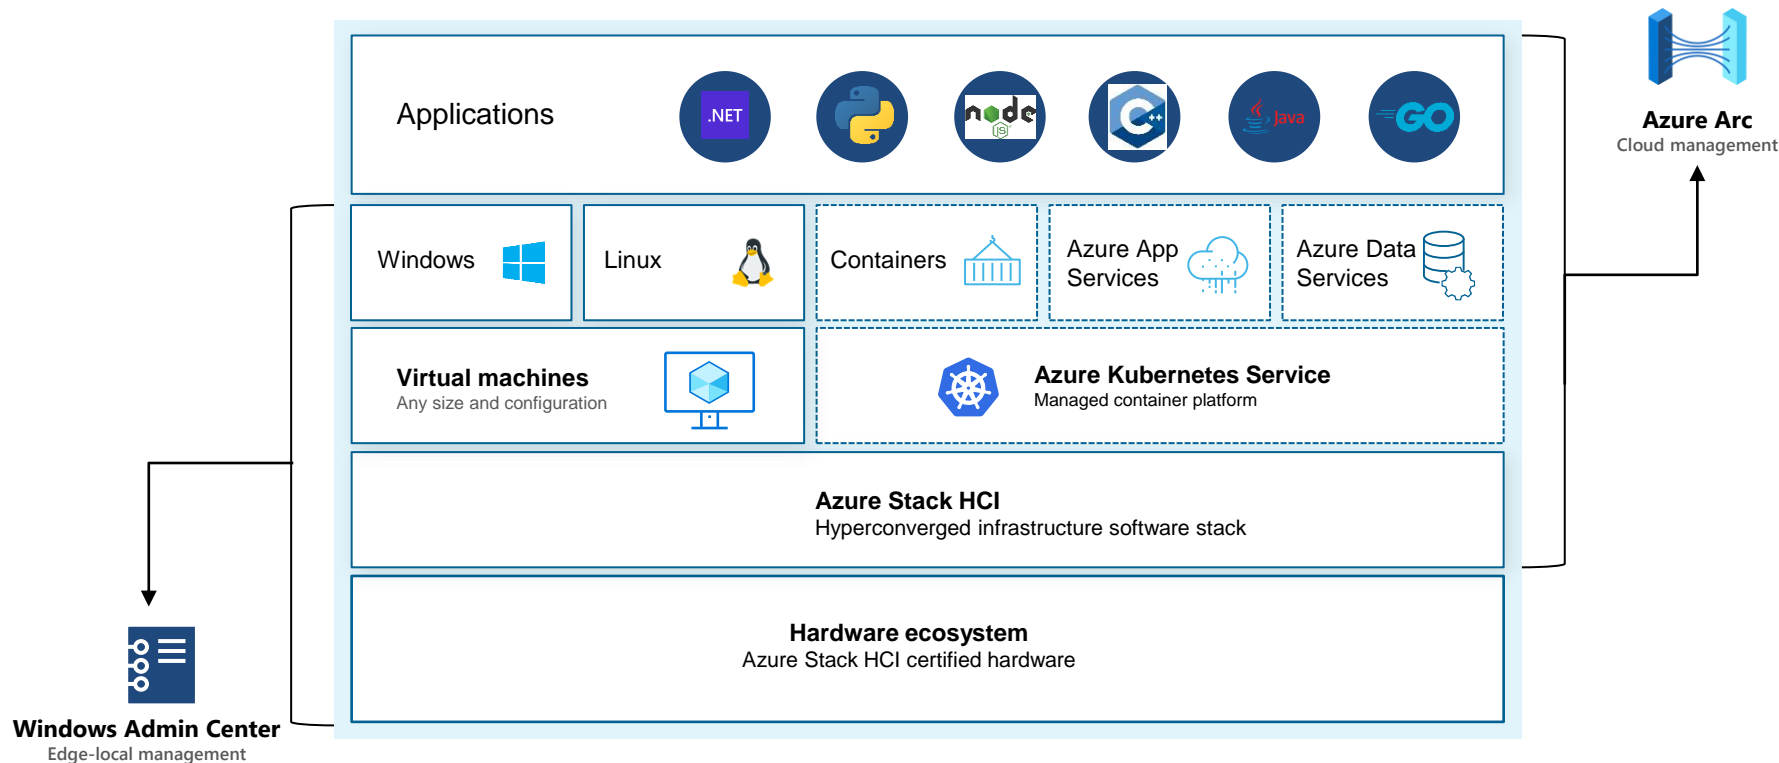 Applications
.NET
node
JS
C
++
Java
GO
Azure Arc
Cloud management
Windows
Linux
Containers
Azure App
Services
Azure Data
Services
Virtual machines
Any size and configuration
Azure Kubernetes Service
Managed container platform
Azure Stack HCI
Hyperconverged infrastructure software stack
Hardware ecosystem
Azure Stack HCI certified hardware
Windows Admin Center
Edge-local management